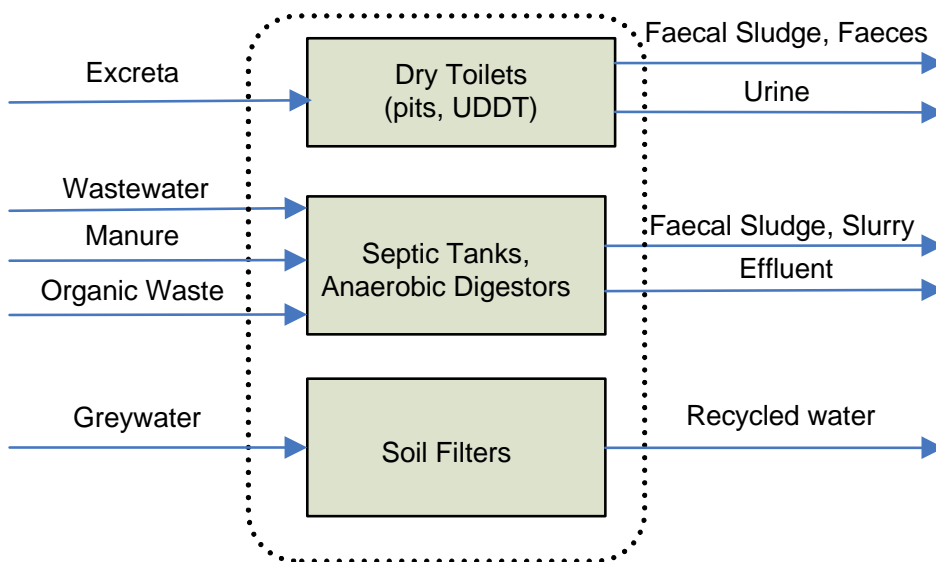 Excreta
Dry Toilets
(pits, UDDT)
Faecal Sludge, Faeces
Urine
Wastewater
Manure
Organic Waste
Septic Tanks,
Anaerobic Digestors
Faecal Sludge, Slurry
Effluent
Greywater
Soil Filters
Recycled water